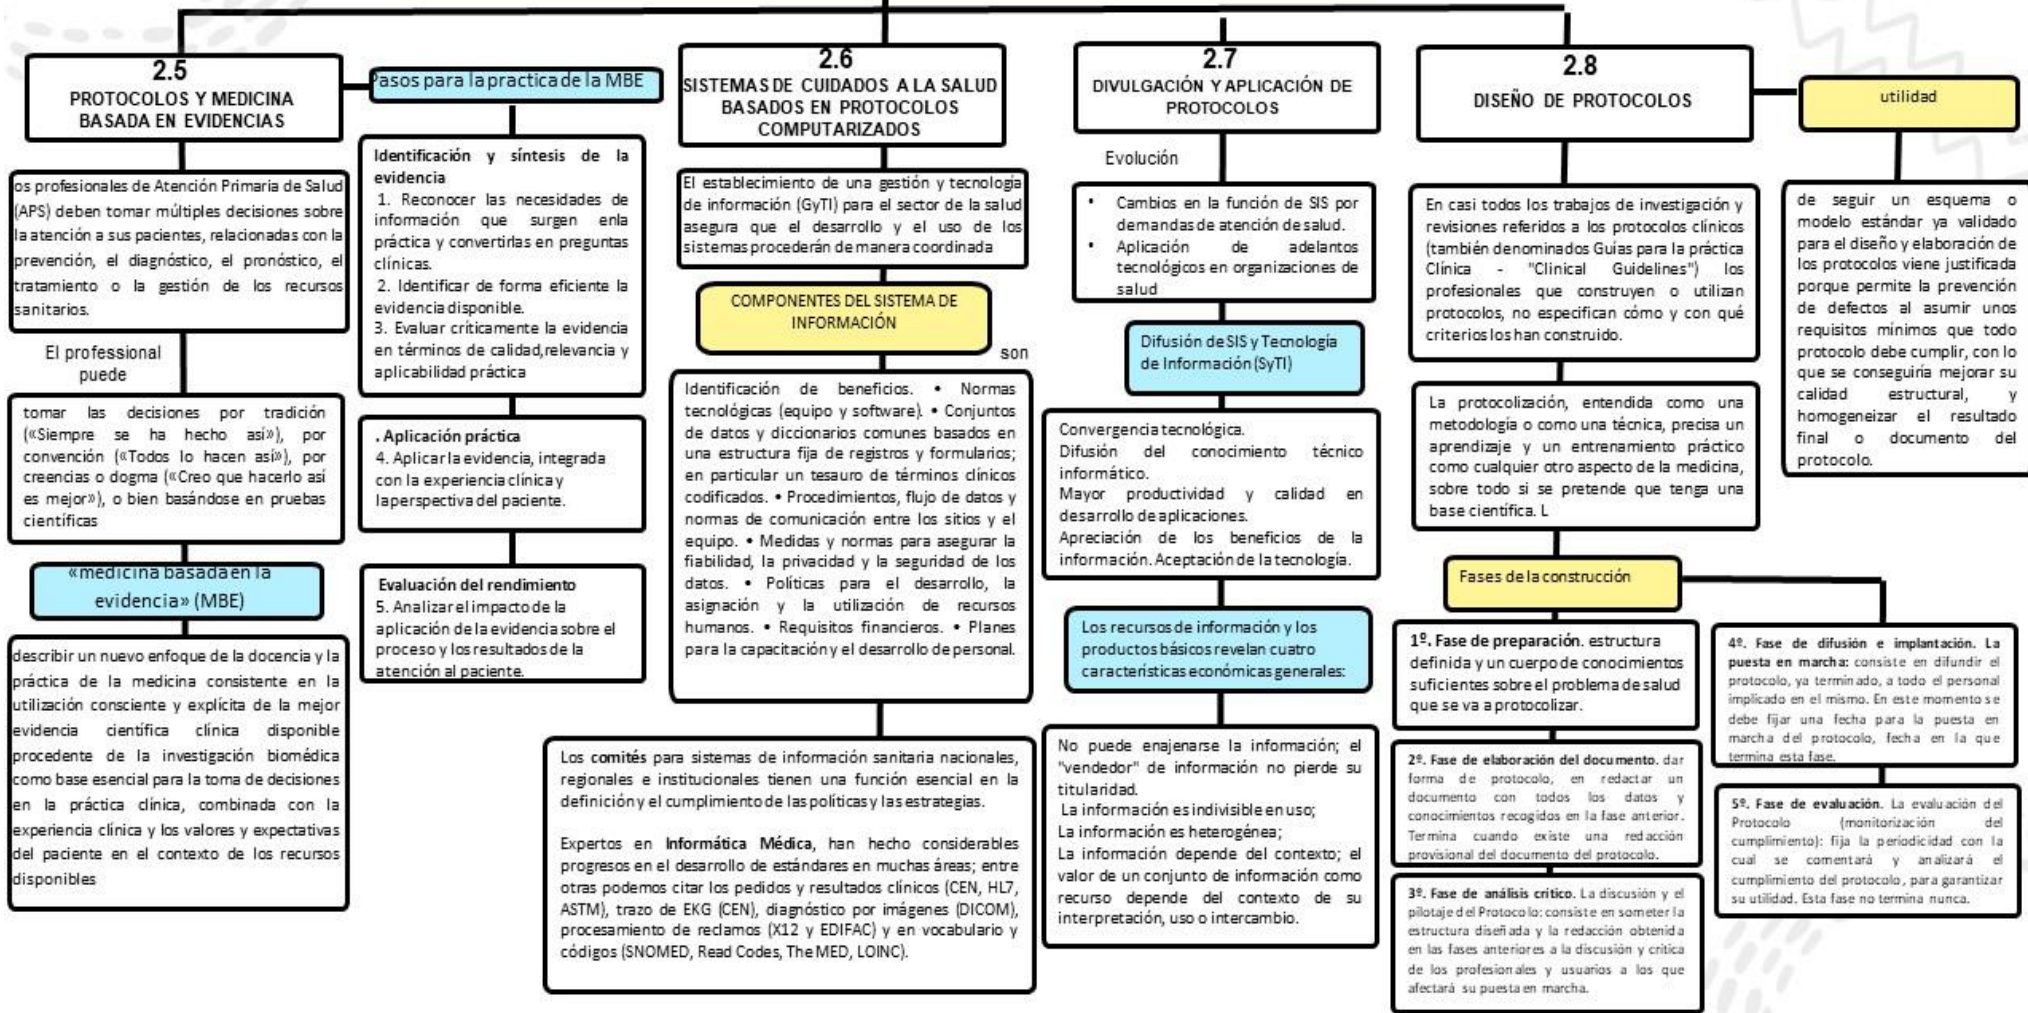 2.5
PROTOCOLOS Y MEDICINA
BASADA EN EVIDENCIAS
os profesionales de Atención Primaria de Salud
(APS) deben tomar múltiples decisiones sobre
la atención a sus pacientes, relacionadas con la
prevención, el diagnóstico, el pronóstico, el
tratamiento o la gestión de los recursos
sanitarios.
El professional
puede
tomar las decisiones por tradición
(«Siempre se ha hecho así»), por
convención («Todos lo hacen así»), por
creencias o dogma («Creo que hacerlo así
es mejor»), o bien basándose en pruebas
científicas
«medicina basada en la
evidencia» (MBE)
describir un nuevo enfoque de la docencia y la
práctica de la medicina consistente en la
utilización consciente y explícita de la mejor
evidencia científica clínica disponible
procedente de la investigación biomédica
como base esencial para la toma de decisiones
en la práctica clínica, combinada con la
experiencia clínica y los valores y expectativas
del paciente en el contexto de los recursos
disponibles
Pasos para la practica de la MBE
Identificación y síntesis de la
evidencia
1. Reconocer las necesidades de
información que surgen enla
práctica y convertirlas en preguntas
clínicas.
2. Identificar de forma eficiente la
evidencia disponible.
3. Evaluar críticamente la evidencia
en términos de calidad,relevancia y
aplicabilidad práctica
. Aplicación práctica
4. Aplicar la evidencia, integrada
con la experiencia clínica y
laperspectiva del paciente.
Evaluación del rendimiento
5. Analizar el impacto de la
aplicación de la evidencia sobre el
proceso y los resultados de la
atención al paciente.
2.6
SISTEMAS DE CUIDADOS A LA SALUD
BASADOS EN PROTOCOLOS
COMPUTARIZADOS
El establecimiento de una gestión y tecnología
de información (GyTI) para el sector de la salud
asegura que el desarrollo y el uso de los
sistemas procederán de manera coordinada
COMPONENTES DEL SISTEMA DE
INFORMACIÓN
son
Identificación de beneficios. • Normas
tecnológicas (equipo y software). • Conjuntos
de datos y diccionarios comunes basados en
una estructura fija de registros y formularios;
en particular un tesauro de términos clínicos
codificados. • Procedimientos, flujo de datos y
normas de comunicación entre los sitios y el
equipo. • Medidas y normas para asegurar la
fiabilidad, la privacidad y la seguridad de los
datos. • Políticas para el desarrollo, la
asignación y la utilización de recursos
humanos. • Requisitos financieros. • Planes
para la capacitación y el desarrollo de personal.
Los comités para sistemas de información sanitaria nacionales,
regionales e institucionales tienen una función esencial en la
definición y el cumplimiento de las políticas y las estrategias.
Expertos en Informática Médica, han hecho considerables
progresos en el desarrollo de estándares en muchas áreas; entre
otras podemos citar los pedidos y resultados clínicos (CEN, HL7,
ASTM), trazo de EKG (CEN), diagnóstico por imágenes (DICOM),
procesamiento de reclamos (X12 y EDIFAC) y en vocabulario y
códigos (SNOMED, Read Codes, The MED, LOINC).
2.7
DIVULGACIÓN Y APLICACIÓN DE
PROTOCOLOS
Evolución
• Cambios en la función de SIS por
demandas de atención de salud.
• Aplicación de adelantos
tecnológicos en organizaciones de
salud
Difusión de SIS y Tecnología
de Información (SyTI)
Convergencia tecnológica.
Difusión del conocimiento técnico
informático.
Mayor productividad y calidad en
desarrollo de aplicaciones.
Apreciación de los beneficios de la
información. Aceptación de la tecnología.
Los recursos de información y los
productos básicos revelan cuatro
características económicas generales:
No puede enajenarse la información; el
"vendedor" de información no pierde su
titularidad.
La información es indivisible en uso;
La información es heterogénea;
La información depende del contexto; el
valor de un conjunto de información como
recurso depende del contexto de su
interpretación, uso o intercambio.
2.8
DISEÑO DE PROTOCOLOS
En casi todos los trabajos de investigación y
revisiones referidos a los protocolos clínicos
(también denominados Guías para la práctica
Clínica - "Clinical Guidelines") los
profesionales que construyen o utilizan
protocolos, no especifican cómo y con qué
criterios los han construido.
La protocolización, entendida como una
metodología o como una técnica, precisa un
aprendizaje y un entrenamiento práctico
como cualquier otro aspecto de la medicina,
sobre todo si se pretende que tenga una
base científica. L
Fases de la construcción
1º. Fase de preparación. estructura
definida y un cuerpo de conocimientos
suficientes sobre el problema de salud
que se va a protocolizar.
2º. Fase de elaboración del documento. dar
forma de protocolo, en redactar un
documento con todos los datos y
conocimientos recogidos en la fase anterior.
Termina cuando existe una redacción
provisional del documento del protocolo.
3º. Fase de análisis crítico. La discusión y el
pilotaje del Protocolo: consiste en someter la
estructura diseñada y la redacción obtenida
en las fases anteriores a la discusión y crítica
de los profesionales y usuarios a los que
afectará su puesta en marcha.
4º. Fase de difusión e implantación. La
puesta en marcha: consiste en difundir el
protocolo, ya terminado, a todo el personal
implicado en el mismo. En este momento se
debe fijar una fecha para la puesta en
marcha del protocolo, fecha en la que
termina esta fase.
5º. Fase de evaluación. La evaluación del
Protocolo (monitorización del
cumplimiento): fija la periodicidad con la
cual se comentará y analizará el
cumplimiento del protocolo, para garantizar
su utilidad. Esta fase no termina nunca.
utilidad
de seguir un esquema o
modelo estándar ya validado
para el diseño y elaboración de
los protocolos viene justificada
porque permite la prevención
de defectos al asumir unos
requisitos mínimos que todo
protocolo debe cumplir, con lo
que se conseguiría mejorar su
calidad estructural, y
homogeneizar el resultado
final o documento del
protocolo.